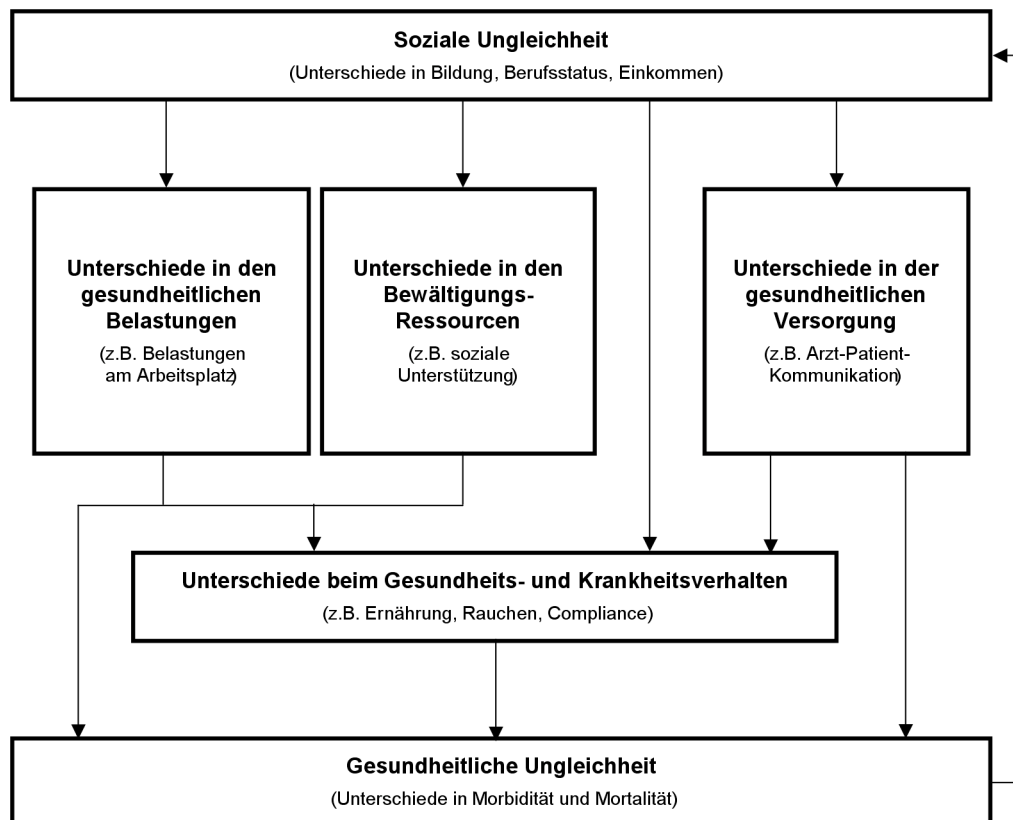 Soziale Ungleichheit
(Unterschiede in Bildung, Berufsstatus, Einkommen)
Unterschiede in den
gesundheitlichen
Belastungen
(z.B. Belastungen
am Arbeitsplatz)
Unterschiede in den
Bewältigungs-
Ressourcen
(z.B. soziale
Unterstützung)
Unterschiede in der
gesundheitlichen
Versorgung
(z.B. Arzt-Patient-
Kommunikation)
Unterschiede beim Gesundheits- und Krankheitsverhalten
(z.B. Ernährung, Rauchen, Compliance)
Gesundheitliche Ungleichheit
(Unterschiede in Morbidität und Mortalität)